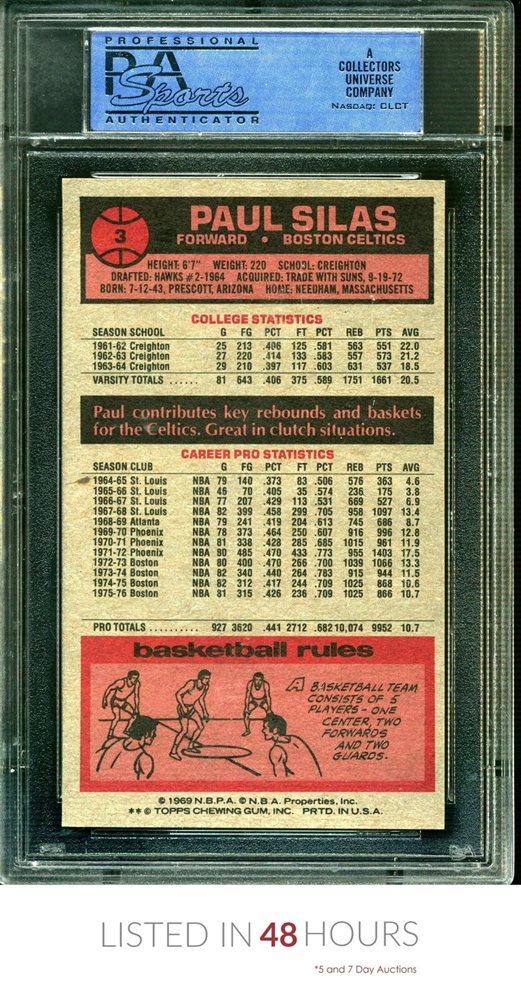 PROFESSIONAL
PSA
Sports
AUTHENTICATOR
A
COLLECTORS
UNIVERSE
COMPANY
NASDAQ: CLCT
3
PAUL SILAS
FORWARD • BOSTON CELTICS
HEIGHT: 6'7" WEIGHT: 220 SCHOOL: CREIGHTON
DRAFTED: HAWKS #2-1964 ACQUIRED: TRADE WITH SUNS, 9-19-72
BORN: 7-12-43, PRESCOTT, ARIZONA HOME: NEEDHAM, MASSACHUSETTS
COLLEGE STATISTICS
SEASON SCHOOL G FG PCT FT PCT REB PTS AVG
1961-62 Creighton 25 213 .406 125 .581 563 551 22.0
1962-63 Creighton 27 220 .414 133 .583 557 573 21.2
1963-64 Creighton 29 210 .397 117 .603 631 537 18.5
VARSITY TOTALS ...... 81 643 .406 375 .589 1751 1661 20.5
Paul contributes key rebounds and baskets
for the Celtics. Great in clutch situations.
CAREER PRO STATISTICS
SEASON CLUB G FG PCT FT PCT REB PTS AVG
1964-65 St. Louis NBA 79 140 .373 83 .506 576 363 4.6
1965-66 St. Louis NBA 46 70 .405 35 .574 236 175 3.8
1966-67 St. Louis NBA 77 207 .429 113 .531 669 527 6.9
1967-68 St. Louis NBA 82 399 .458 299 .705 958 1097 13.4
1968-69 Atlanta NBA 79 241 .419 204 .613 745 686 8.7
1969-70 Phoenix NBA 78 373 .464 250 .607 916 996 12.8
1970-71 Phoenix NBA 81 338 .428 285 .685 1015 961 11.9
1971-72 Phoenix NBA 80 485 .470 433 .773 955 1403 17.5
1972-73 Boston NBA 80 400 .470 266 .700 1039 1066 13.3
1973-74 Boston NBA 82 340 .440 264 .783 915 944 11.5
1974-75 Boston NBA 82 312 .417 244 .709 1025 868 10.6
1975-76 Boston NBA 81 315 .426 236 .709 1025 866 10.7
PRO TOTALS .......... 927 3620 .441 2712 .682 10,074 9952 10.7
basketball rules
A BASKETBALL TEAM
CONSISTS OF 5
PLAYERS - ONE
CENTER, TWO
FORWARDS
AND TWO
GUARDS.
© 1969 N.B.P.A. © N.B.A. Properties, Inc.
** © TOPPS CHEWING GUM, INC. PRTD. IN U.S.A.
LISTED IN 48 HOURS
*5 and 7 Day Auctions